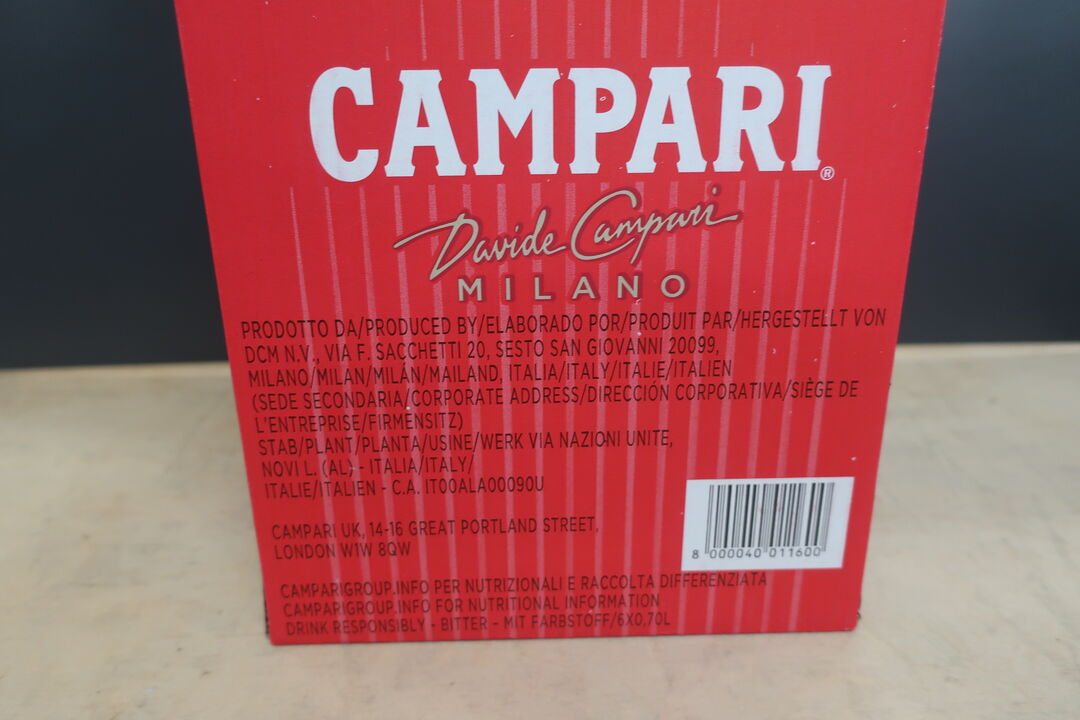 CAMPARI®
Davide Campari
MILANO
PRODOTTO DA/PRODUCED BY/ELABORADO POR/PRODUIT PAR/HERGESTELLT VON
DCM N.V., VIA F. SACCHETTI 20, SESTO SAN GIOVANNI 20099,
MILANO/MILAN/MILÁN/MAILAND, ITALIA/ITALY/ITALIE/ITALIEN
(SEDE SECONDARIA/CORPORATE ADDRESS/DIRECCIÓN CORPORATIVA/SIÈGE DE
L'ENTREPRISE/FIRMENSITZ)
STAB/PLANT/PLANTA/USINE/WERK VIA NAZIONI UNITE,
NOVI L. (AL) - ITALIA/ITALY/
ITALIE/ITALIEN - C.A. IT00ALA00090U
CAMPARI UK, 14-16 GREAT PORTLAND STREET,
LONDON W1W 8QW
8 000040 011600
CAMPARIGROUP.INFO PER NUTRIZIONALI E RACCOLTA DIFFERENZIATA
CAMPARIGROUP.INFO FOR NUTRITIONAL INFORMATION
DRINK RESPONSIBLY - BITTER - MIT FARBSTOFF/6X0,70L